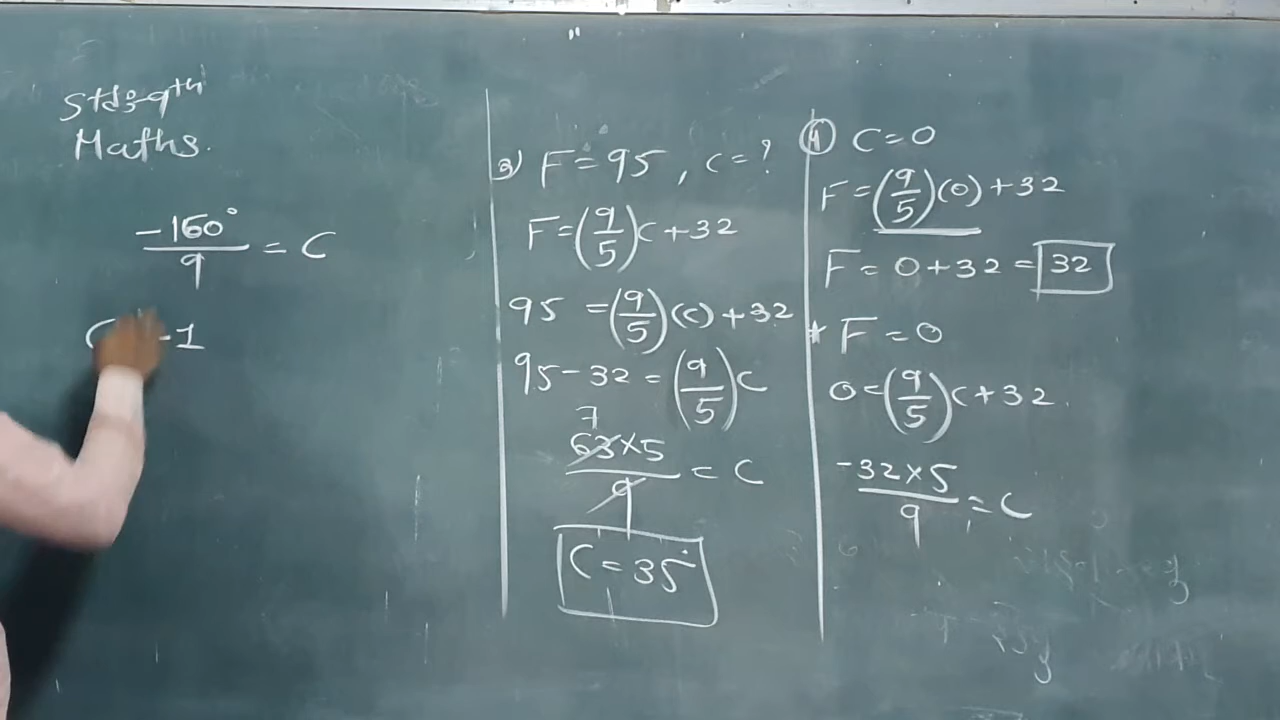 Std:-9th
Maths.
-160°/9 = C
C -1
3) F = 95, C = ?
F = (9/5)C + 32
95 = (9/5)(C) + 32
95 - 32 = (9/5)C
7
63×5/9 = C
C = 35°
4) C = 0
F = (9/5)(0) + 32
F = 0 + 32 = 32
* F = 0
0 = (9/5)C + 32
-32×5/9 = C